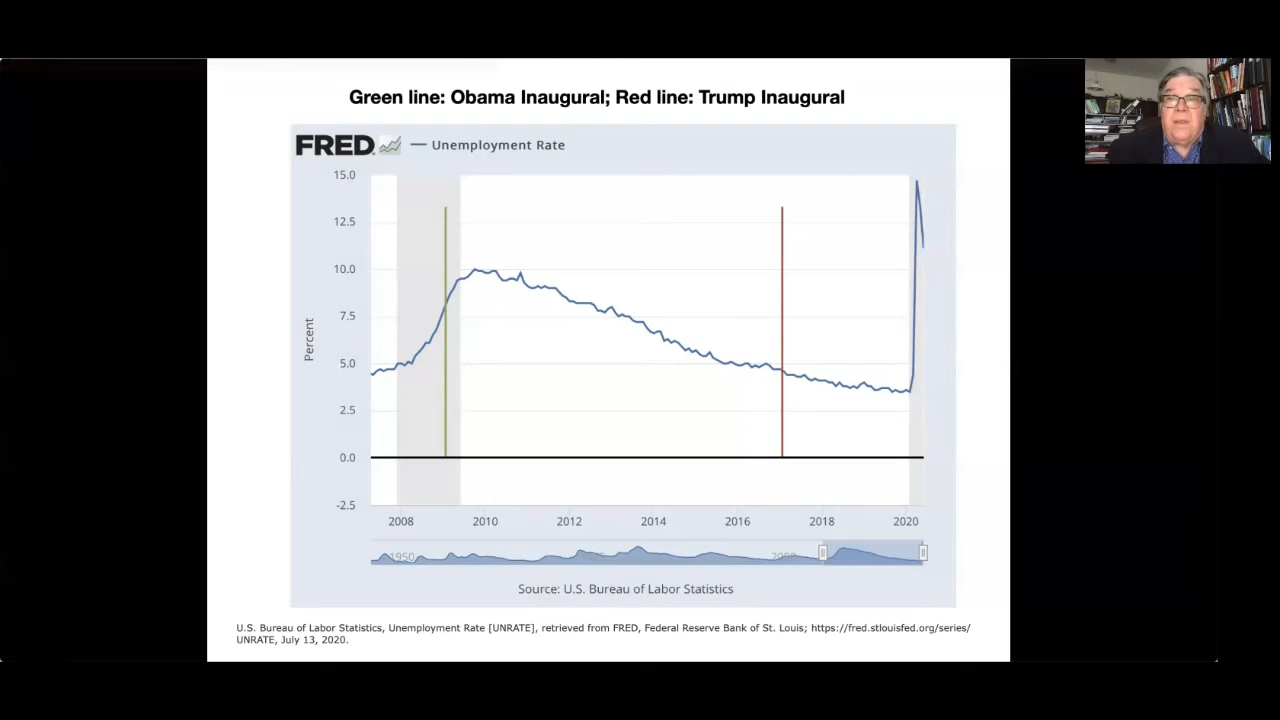 Green line: Obama Inaugural; Red line: Trump Inaugural
FRED
Unemployment Rate
15.0
12.5
10.0
7.5
5.0
2.5
0.0
-2.5
Percent
2008
2010
2012
2014
2016
2018
2020
1950
Source: U.S. Bureau of Labor Statistics
U.S. Bureau of Labor Statistics, Unemployment Rate [UNRATE], retrieved from FRED, Federal Reserve Bank of St. Louis; https://fred.stlouisfed.org/series/
UNRATE, July 13, 2020.